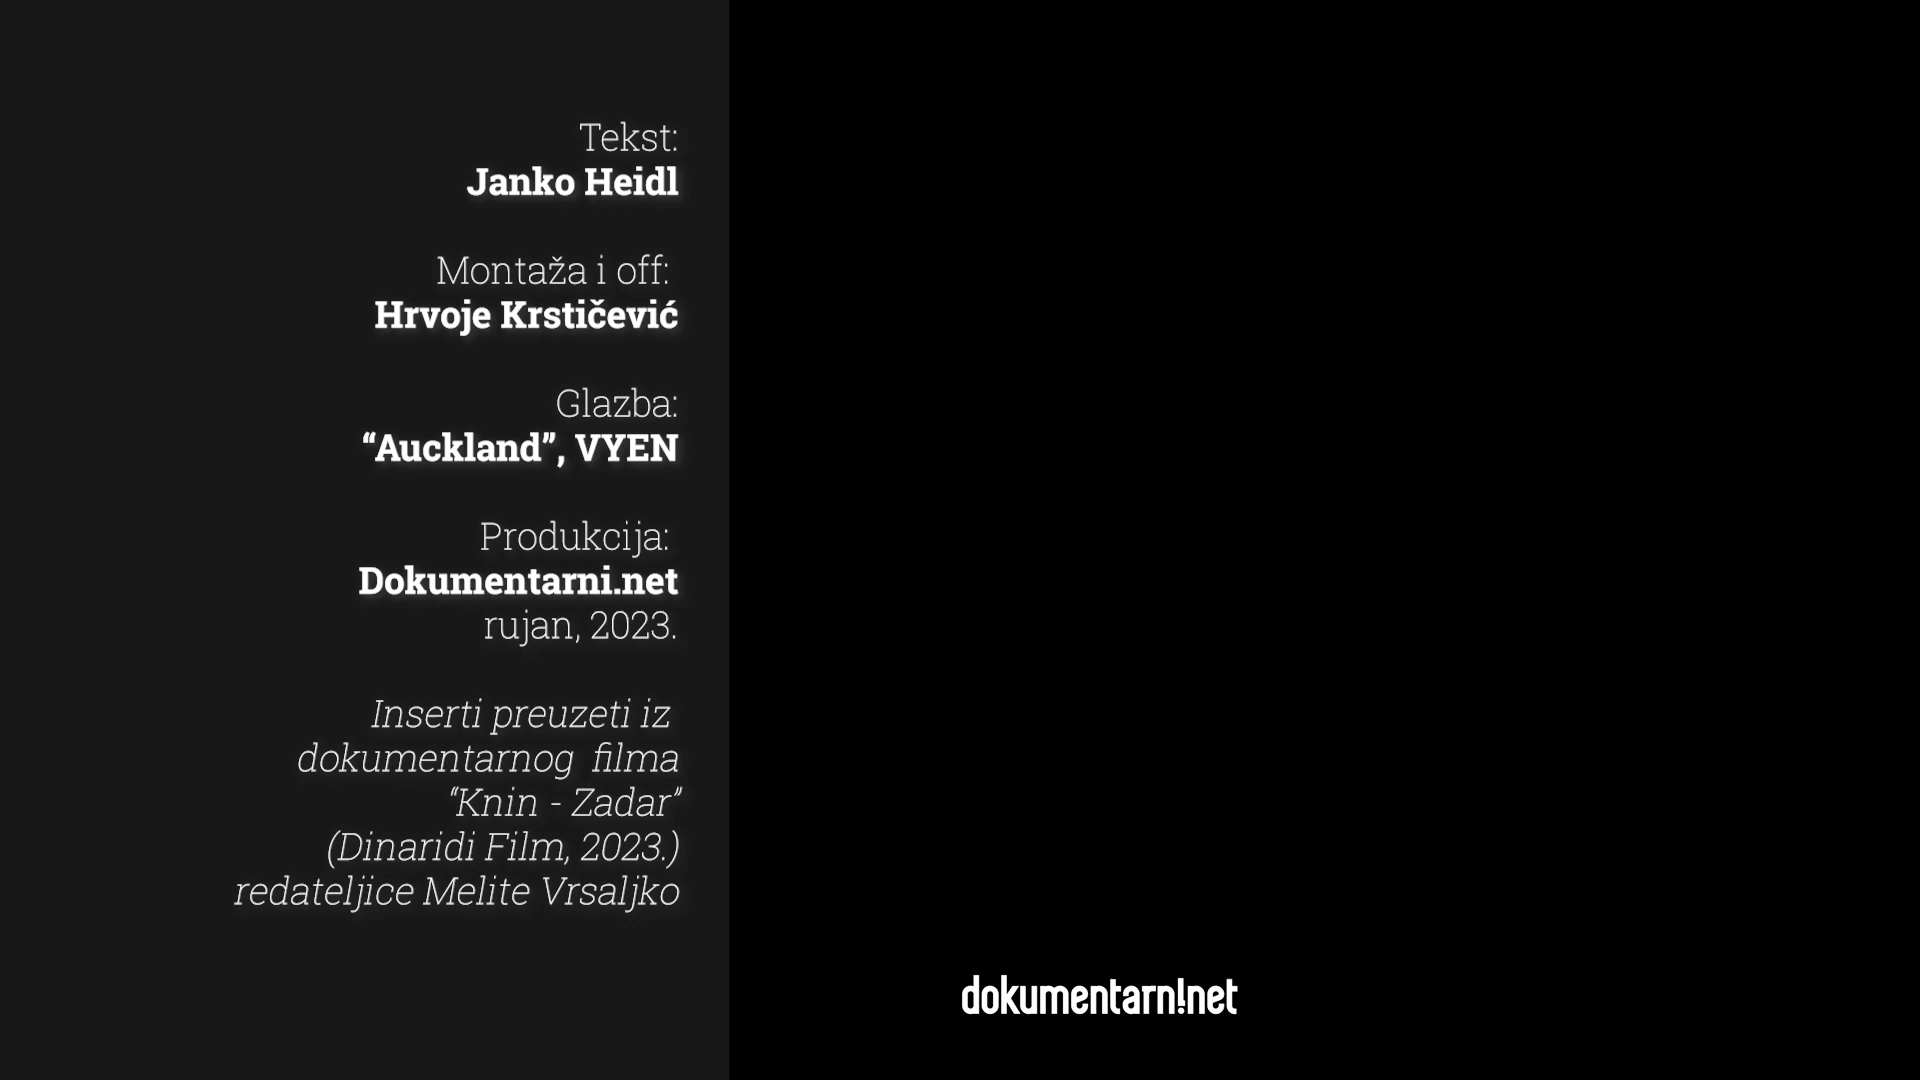 Tekst:
Janko Heidl
Montaža i off:
Hrvoje Krstičević
Glazba:
“Auckland”, VYEN
Produkcija:
Dokumentarni.net
rujan, 2023.
Inserti preuzeti iz
dokumentarnog filma
“Knin - Zadar”
(Dinaridi Film, 2023.)
redateljice Melite Vrsaljko
dokumentarn!net